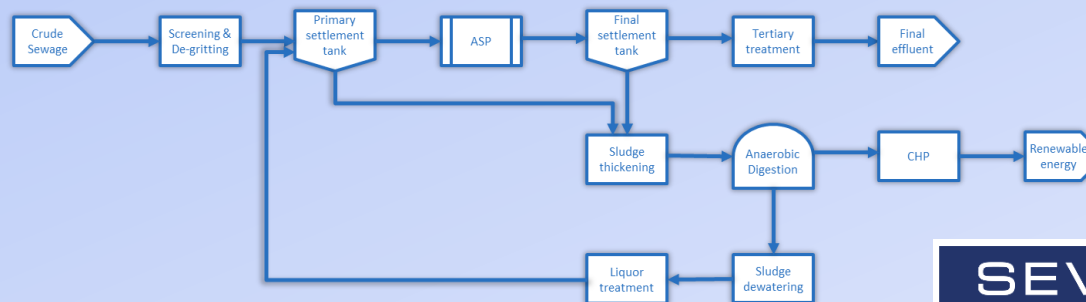 Crude
Sewage
Screening &
De-gritting
Primary
settlement
tank
ASP
Final
settlement
tank
Tertiary
treatment
Final
effluent
Sludge
thickening
Anaerobic
Digestion
CHP
Renewable
energy
Liquor
treatment
Sludge
dewatering